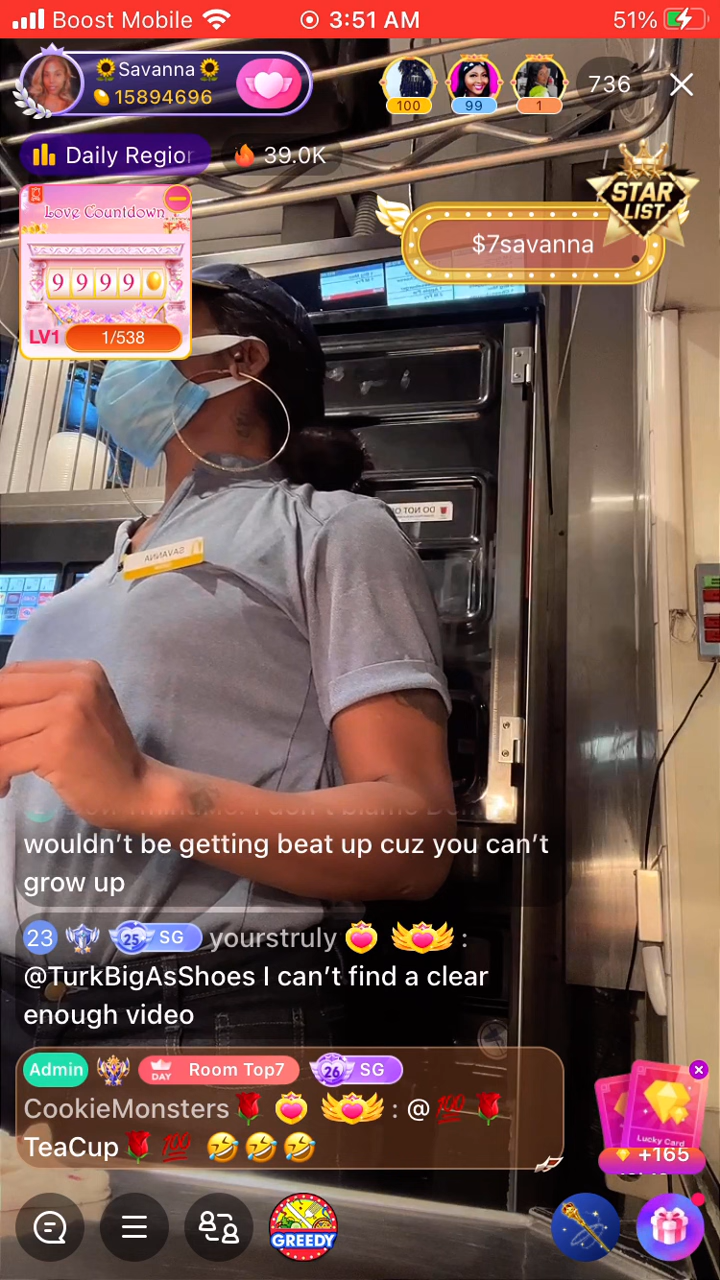 Boost Mobile
3:51 AM
51%
🌻Savanna🌻
15894696
100
99
1
736
Daily Region
🔥 39.0K
STAR
LIST
Love Countdown
9 9 9 9
LV1 1/538
$7savanna
DO NOT
SAVANNA
wouldn't be getting beat up cuz you can't
grow up
23 25 SG yourstruly :
@TurkBigAsShoes I can't find a clear
enough video
Admin DAY Room Top7 26 SG
CookieMonsters🌹 : @💯🌹
TeaCup🌹💯🤣🤣🤣
Lucky Card
+165
GREEDY